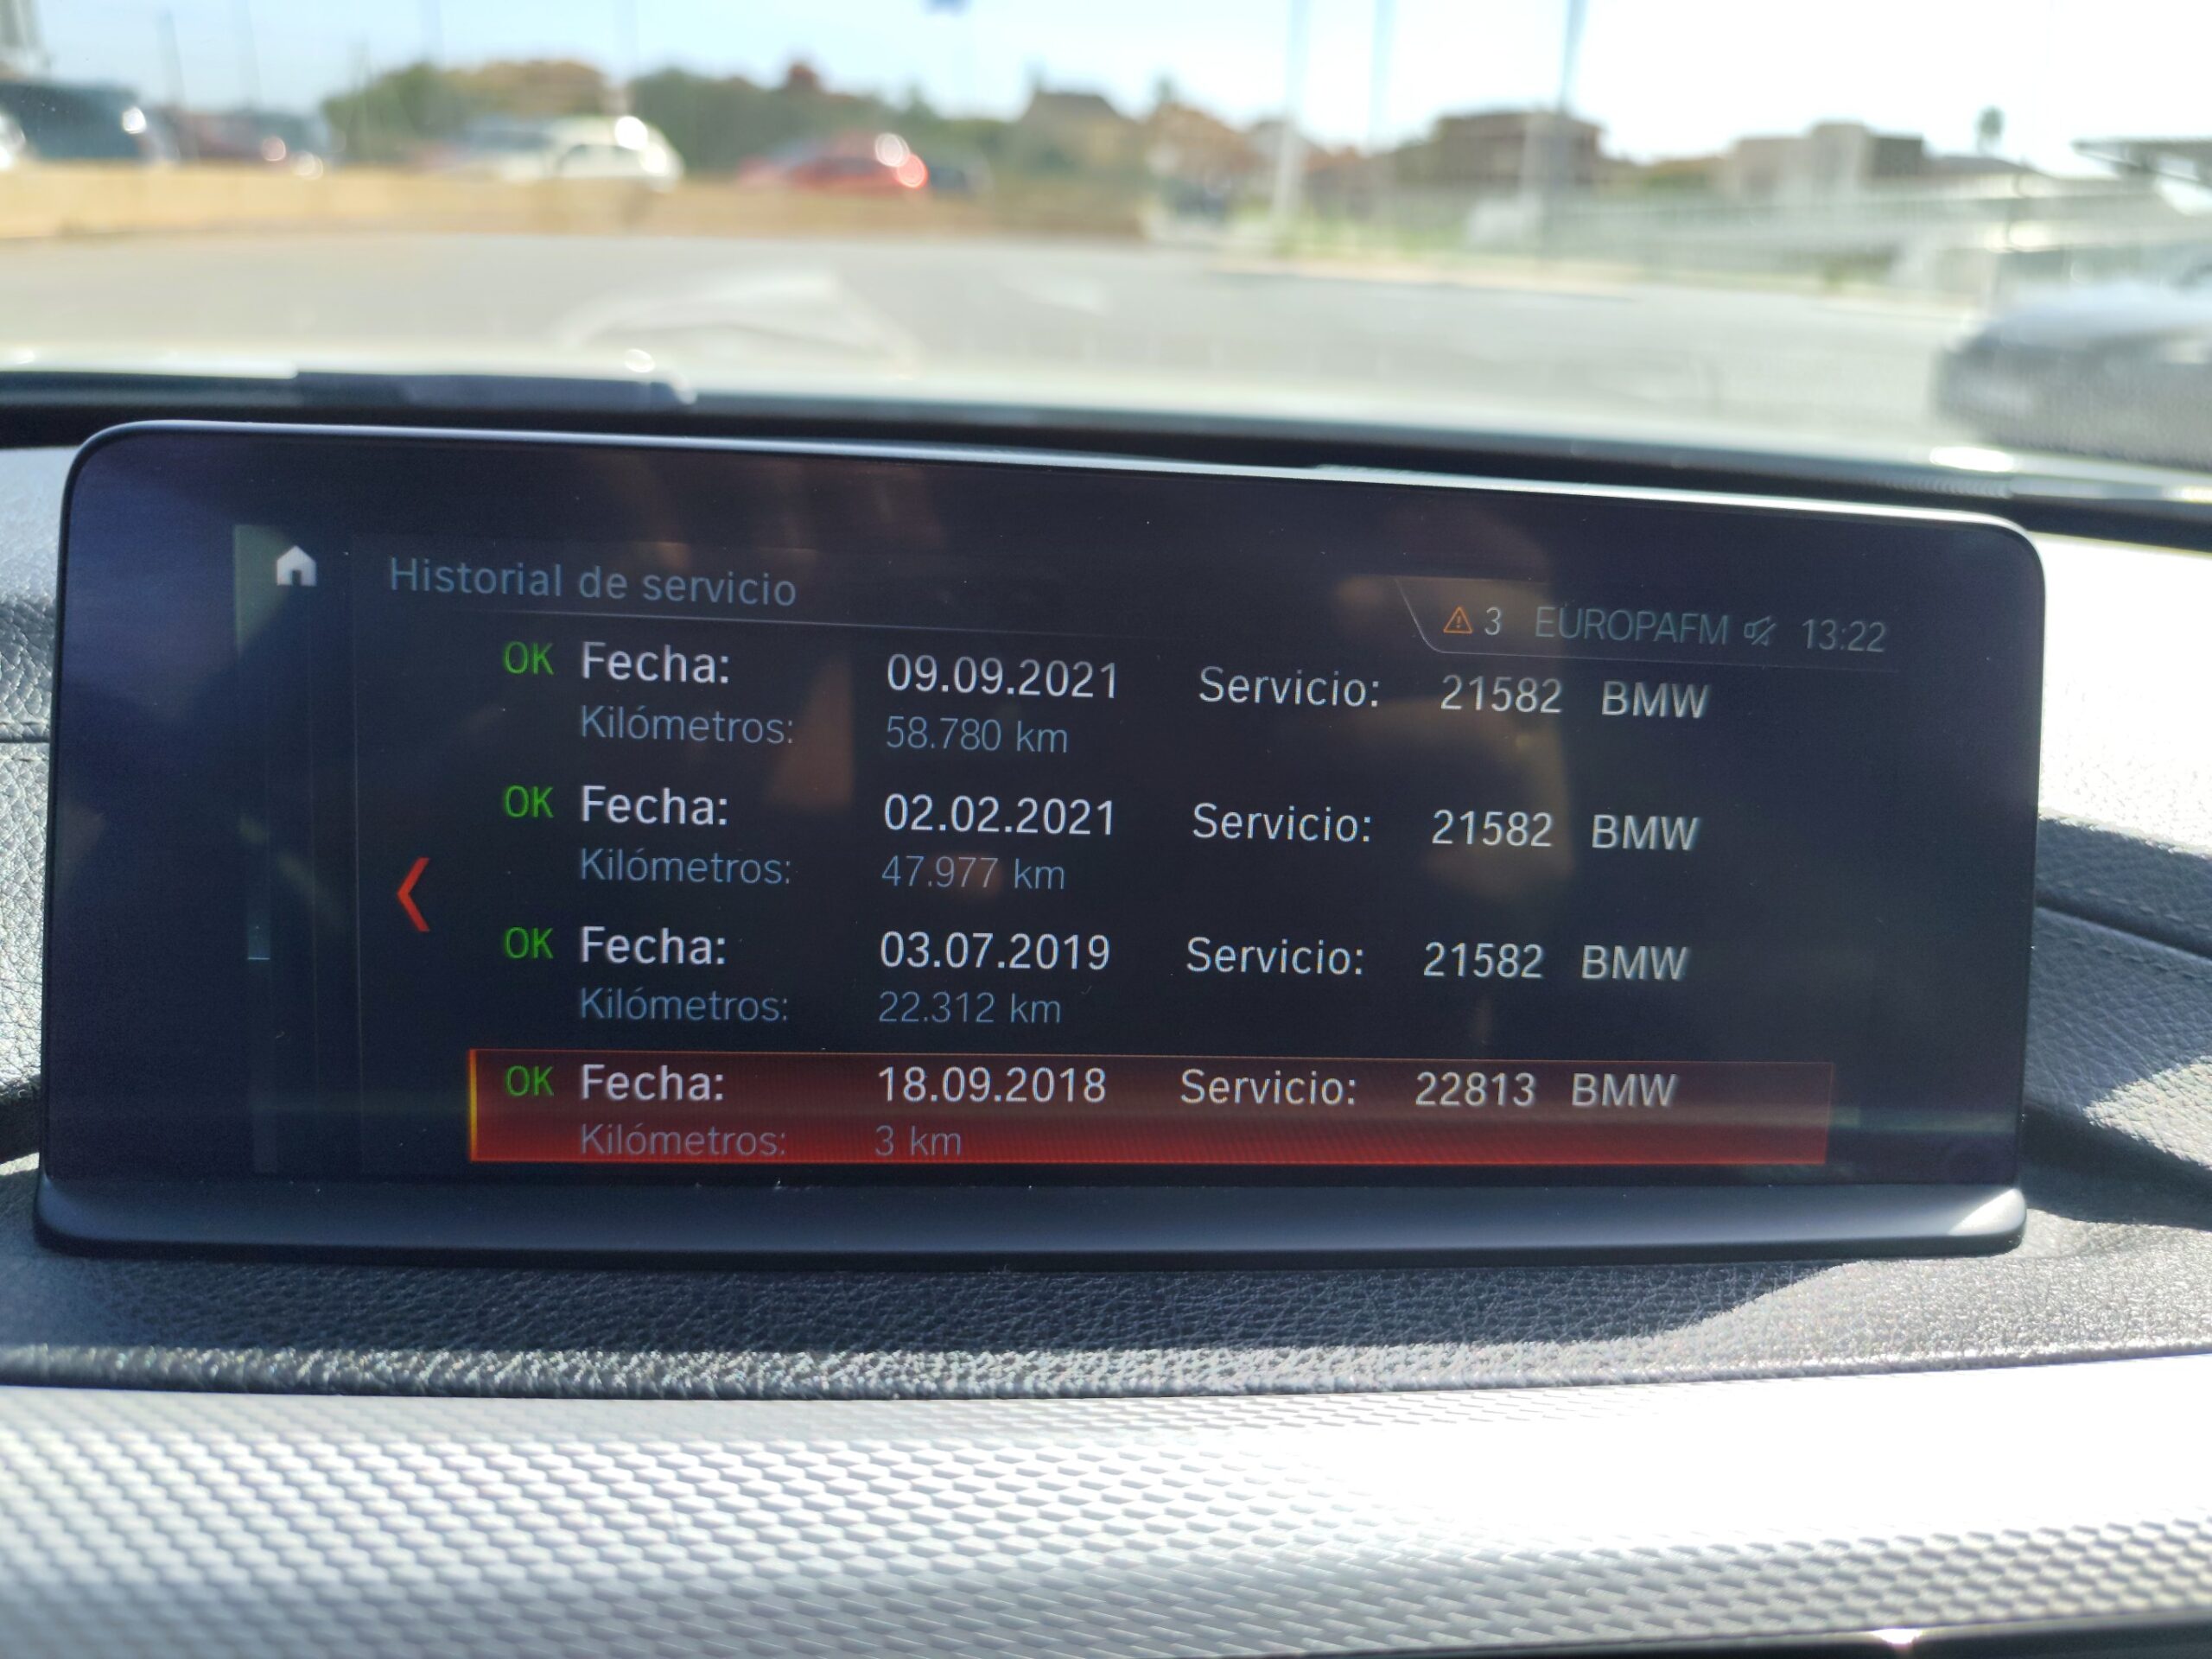 Historial de servicio
3 EUROPAFM 13:22
OK Fecha: 09.09.2021 Servicio: 21582 BMW
Kilómetros: 58.780 km
OK Fecha: 02.02.2021 Servicio: 21582 BMW
Kilómetros: 47.977 km
OK Fecha: 03.07.2019 Servicio: 21582 BMW
Kilómetros: 22.312 km
OK Fecha: 18.09.2018 Servicio: 22813 BMW
Kilómetros: 3 km